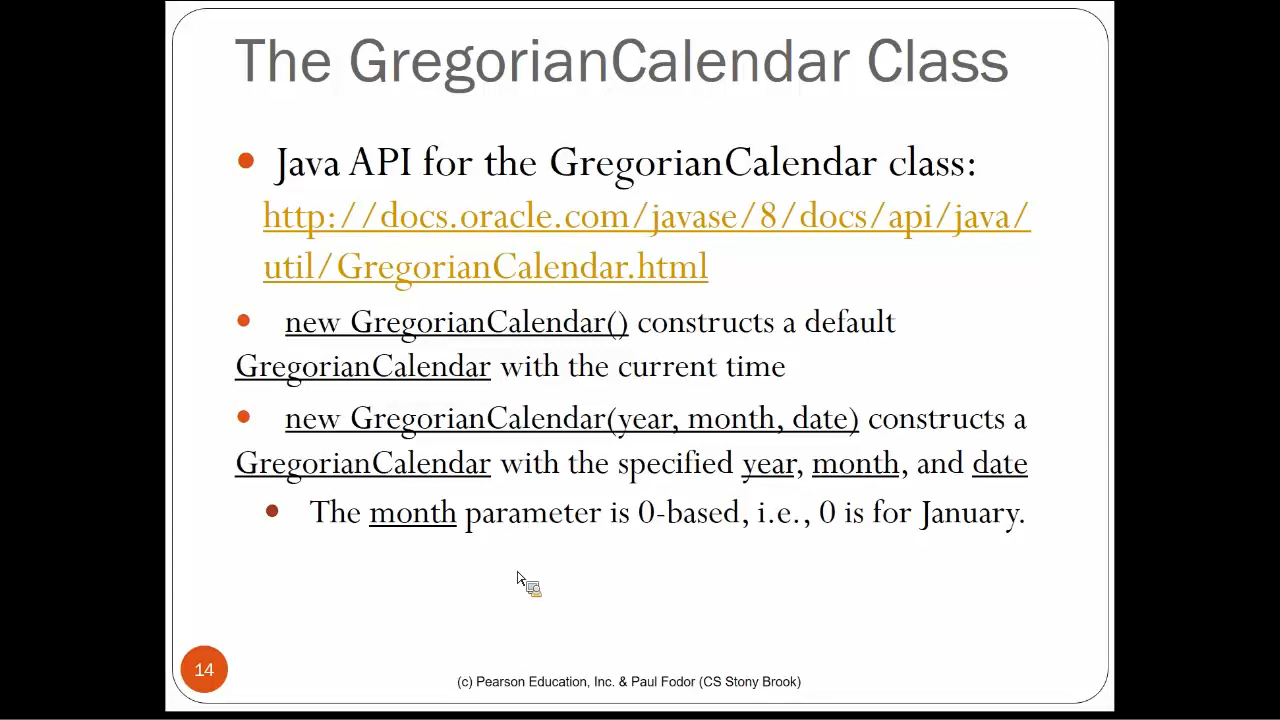 The GregorianCalendar Class
• Java API for the GregorianCalendar class:
http://docs.oracle.com/javase/8/docs/api/java/
util/GregorianCalendar.html
• new GregorianCalendar() constructs a default
GregorianCalendar with the current time
• new GregorianCalendar(year, month, date) constructs a
GregorianCalendar with the specified year, month, and date
• The month parameter is 0-based, i.e., 0 is for January.
14
(c) Pearson Education, Inc. & Paul Fodor (CS Stony Brook)